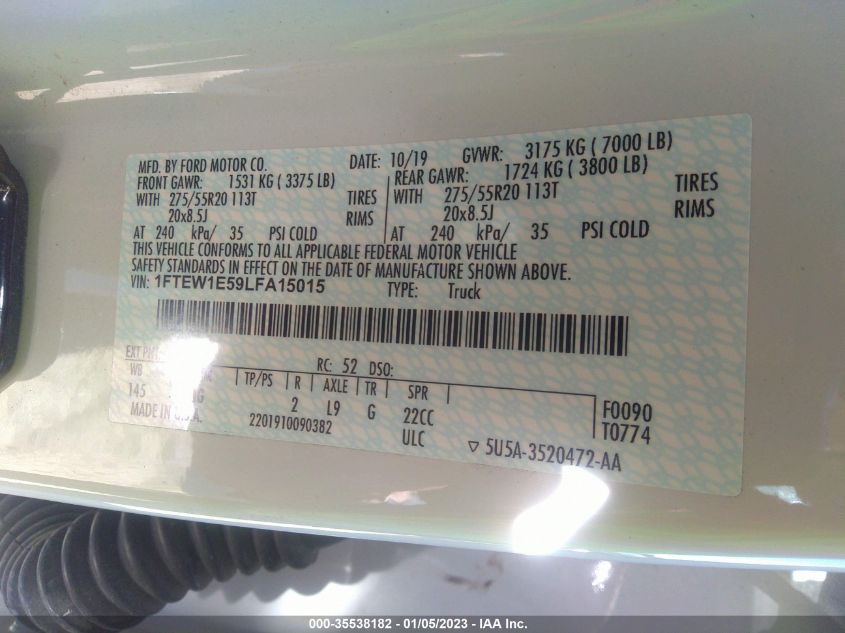 MFD. BY FORD MOTOR CO. DATE: 10/19 GVWR: 3175 KG ( 7000 LB)
FRONT GAWR: 1531 KG ( 3375 LB) REAR GAWR: 1724 KG ( 3800 LB)
WITH 275/55R20 113T TIRES WITH 275/55R20 113T TIRES
20x8.5J RIMS 20x8.5J RIMS
AT 240 kPa/ 35 PSI COLD AT 240 kPa/ 35 PSI COLD
THIS VEHICLE CONFORMS TO ALL APPLICABLE FEDERAL MOTOR VEHICLE
SAFETY STANDARDS IN EFFECT ON THE DATE OF MANUFACTURE SHOWN ABOVE.
VIN: 1FTEW1E59LFA15015 TYPE: Truck
EXT RC: 52 DSO:
WB TP/PS R AXLE TR SPR
145 2 L9 G 22CC F0090
MADE IN U.S.A. 2201910090382 ULC T0774
▽ 5U5A-3520472-AA
000-35538182 - 01/05/2023 - IAA Inc.